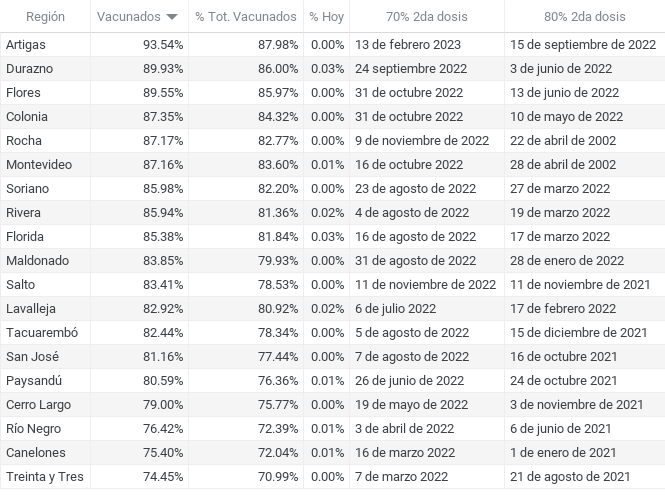 Región Vacunados % Tot. Vacunados % Hoy 70% 2da dosis 80% 2da dosis
Artigas 93.54% 87.98% 0.00% 13 de febrero 2023 15 de septiembre de 2022
Durazno 89.93% 86.00% 0.03% 24 septiembre de 2022 3 de junio de 2022
Flores 89.55% 85.97% 0.00% 31 de octubre de 2022 13 de junio de 2022
Colonia 87.35% 84.32% 0.00% 31 de octubre de 2022 10 de mayo de 2022
Rocha 87.17% 82.77% 0.00% 9 de noviembre de 2022 22 de abril de 2002
Montevideo 87.16% 83.60% 0.01% 16 de octubre de 2022 28 de abril de 2002
Soriano 85.98% 82.20% 0.00% 23 de agosto de 2022 27 de marzo 2022
Rivera 85.94% 81.36% 0.02% 4 de agosto de 2022 19 de marzo 2022
Florida 85.38% 81.84% 0.03% 16 de agosto de 2022 17 de marzo 2022
Maldonado 83.85% 79.93% 0.00% 31 de agosto de 2022 28 de enero de 2022
Salto 83.41% 78.53% 0.00% 11 de noviembre de 2022 11 de noviembre de 2021
Lavalleja 82.92% 80.92% 0.02% 6 de julio 2022 17 de febrero 2022
Tacuarembó 82.44% 78.34% 0.00% 5 de agosto de 2022 15 de diciembre de 2021
San José 81.16% 77.44% 0.00% 7 de agosto de 2022 16 de octubre 2021
Paysandú 80.59% 76.36% 0.01% 26 de junio de 2022 24 de octubre 2021
Cerro Largo 79.00% 75.77% 0.00% 19 de mayo de 2022 3 de noviembre de 2021
Río Negro 76.42% 72.39% 0.01% 3 de abril de 2022 6 de junio de 2021
Canelones 75.40% 72.04% 0.01% 16 de marzo 2022 1 de enero de 2021
Treinta y Tres 74.45% 70.99% 0.00% 7 de marzo 2022 21 de agosto de 2021